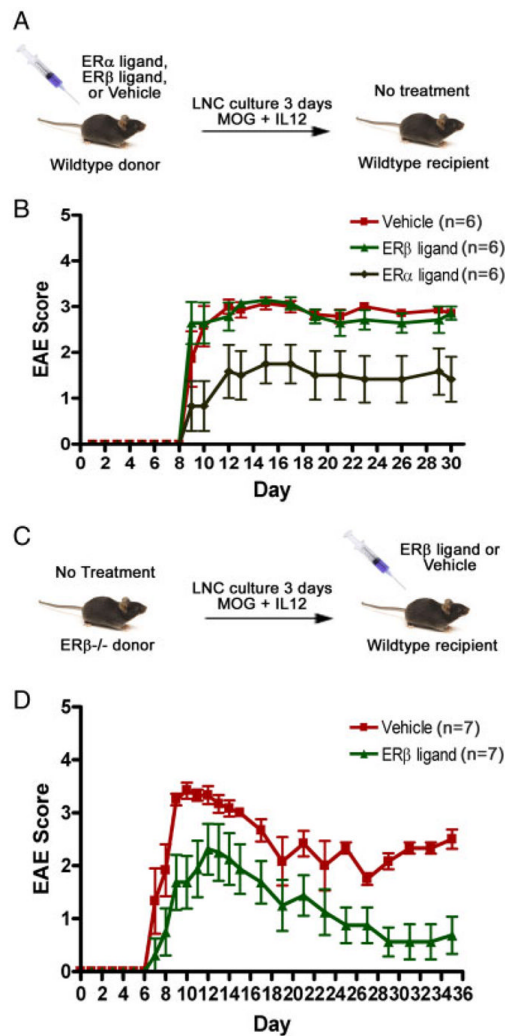 A
ERα ligand,
ERβ ligand,
or Vehicle
LNC culture 3 days
MOG + IL12
No treatment
Wildtype donor
Wildtype recipient
B
Vehicle (n=6)
ERβ ligand (n=6)
ERα ligand (n=6)
EAE Score
5
4
3
2
1
0
0 2 4 6 8 10 12 14 16 18 20 22 24 26 28 30
Day
C
No Treatment
LNC culture 3 days
MOG + IL12
ERβ ligand or
Vehicle
ERβ-/- donor
Wildtype recipient
D
Vehicle (n=7)
ERβ ligand (n=7)
EAE Score
5
4
3
2
1
0
0 2 4 6 8 10 12 14 16 18 20 22 24 26 28 30 32 34 36
Day